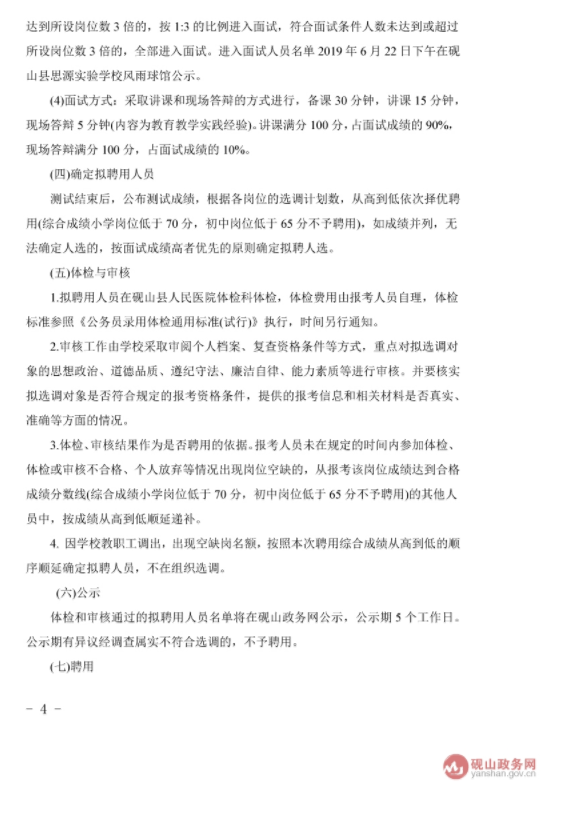 达到所设岗位数 3 倍的，按 1:3 的比例进入面试，符合面试条件人数未达到或超过
所设岗位数 3 倍的，全部进入面试。进入面试人员名单 2019 年 6 月 22 日下午在砚
山县思源实验学校风雨球馆公示。
(4)面试方式：采取讲课和现场答辩的方式进行，备课 30 分钟，讲课 15 分钟，
现场答辩 5 分钟(内容为教育教学实践经验)。讲课满分 100 分，占面试成绩的 90%，
现场答辩满分 100 分，占面试成绩的 10%。
(四)确定拟聘用人员
测试结束后，公布测试成绩，根据各岗位的选调计划数，从高到低依次择优聘
用(综合成绩小学岗位低于 70 分，初中岗位低于 65 分不予聘用)，如成绩并列，无
法确定人选的，按面试成绩高者优先的原则确定拟聘人选。
(五)体检与审核
1.拟聘用人员在砚山县人民医院体检科体检，体检费用由报考人员自理，体检
标准参照《公务员录用体检通用标准(试行)》执行，时间另行通知。
2.审核工作由学校采取审阅个人档案、复查资格条件等方式，重点对拟选调对
象的思想政治、道德品质、遵纪守法、廉洁自律、能力素质等进行审核。并要核实
拟选调对象是否符合规定的报考资格条件，提供的报考信息和相关材料是否真实、
准确等方面的情况。
3.体检、审核结果作为是否聘用的依据。报考人员未在规定的时间内参加体检、
体检或审核不合格、个人放弃等情况出现岗位空缺的，从报考该岗位成绩达到合格
成绩分数线(综合成绩小学岗位低于 70 分，初中岗位低于 65 分不予聘用)的其他人
员中，按成绩从高到低顺延递补。
4. 因学校教职工调出，出现空缺岗名额，按照本次聘用综合成绩从高到低的顺
序顺延确定拟聘人员，不在组织选调。
(六)公示
体检和审核通过的拟聘用人员名单将在砚山政务网公示，公示期 5 个工作日。
公示期有异议经调查属实不符合选调的，不予聘用。
(七)聘用
- 4 -
砚山政务网
yanshan.gov.cn